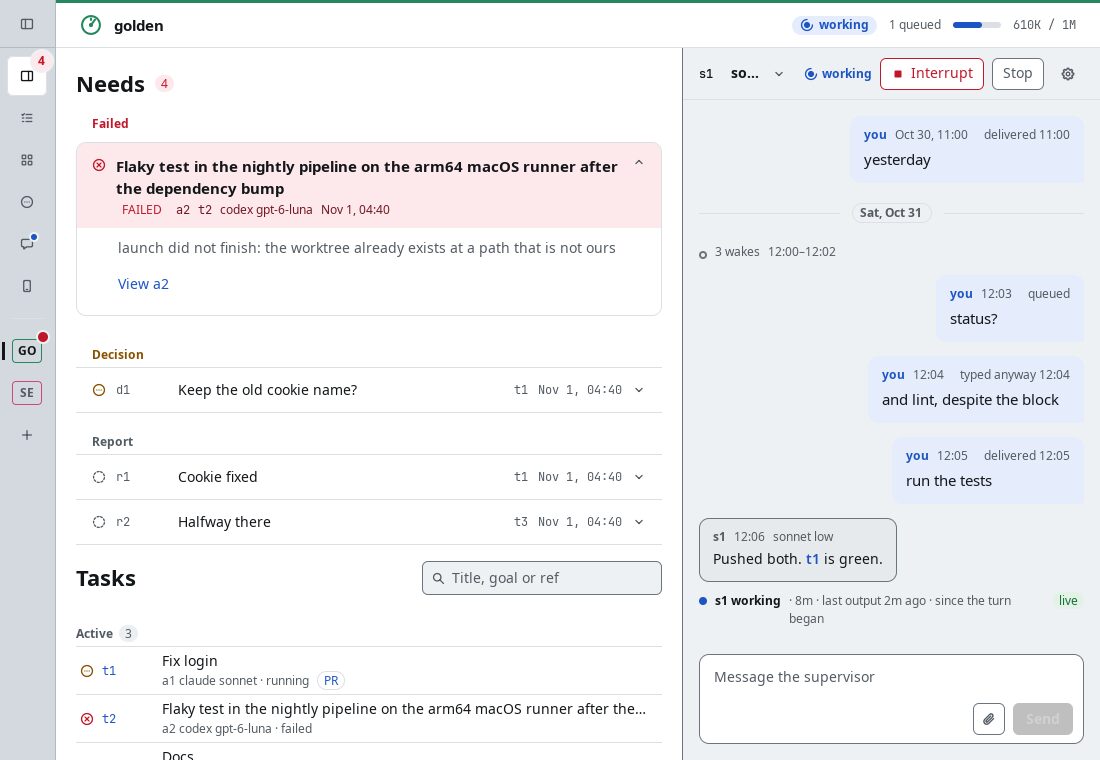 golden
working
1 queued
610K / 1M
4
GO
SE
Needs 4
Failed
Flaky test in the nightly pipeline on the arm64 macOS runner after
the dependency bump
FAILED a2 t2 codex gpt-6-luna Nov 1, 04:40
launch did not finish: the worktree already exists at a path that is not ours
View a2
Decision
d1 Keep the old cookie name? t1 Nov 1, 04:40
Report
r1 Cookie fixed t1 Nov 1, 04:40
r2 Halfway there t3 Nov 1, 04:40
Tasks
Title, goal or ref
Active 3
t1 Fix login
a1 claude sonnet · running PR
t2 Flaky test in the nightly pipeline on the arm64 macOS runner after the…
a2 codex gpt-6-luna · failed
Docs
s1 so… working Interrupt Stop
you Oct 30, 11:00 delivered 11:00
yesterday
Sat, Oct 31
3 wakes 12:00–12:02
you 12:03 queued
status?
you 12:04 typed anyway 12:04
and lint, despite the block
you 12:05 delivered 12:05
run the tests
s1 12:06 sonnet low
Pushed both. t1 is green.
s1 working · 8m · last output 2m ago · since the turn
began
live
Message the supervisor
Send